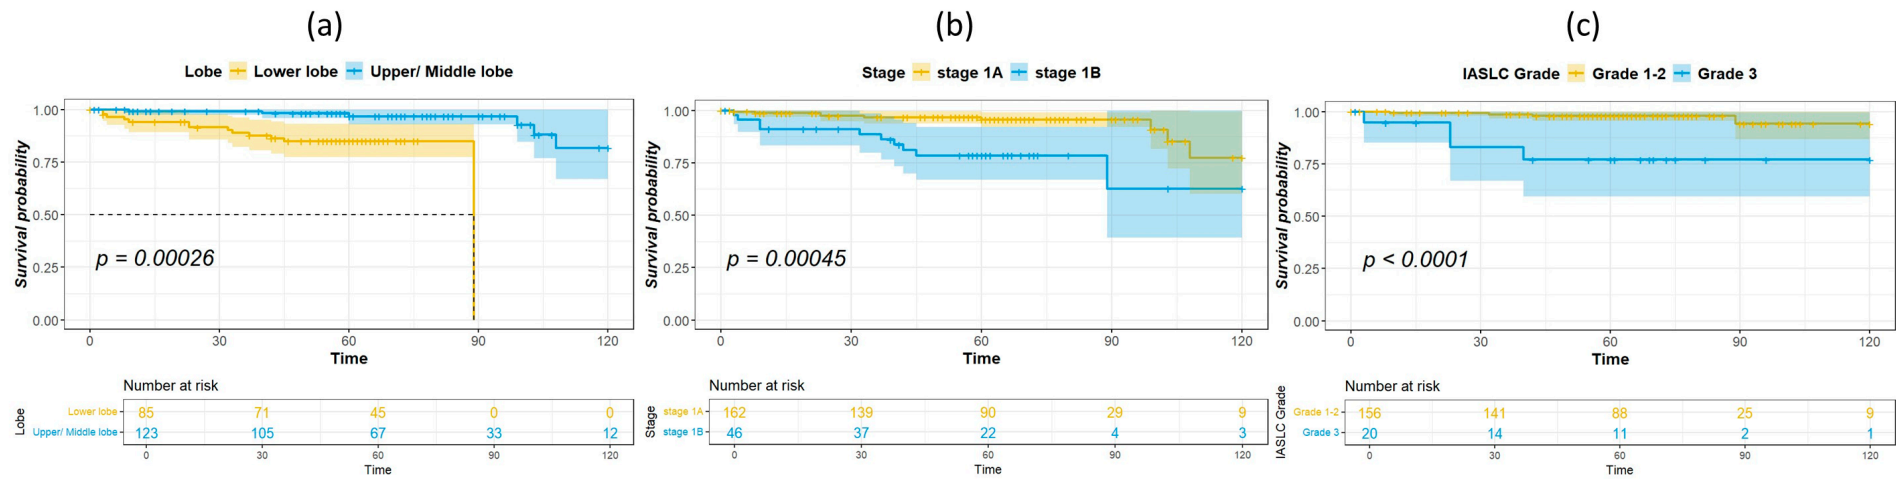 (a)
Lobe Lower lobe Upper/ Middle lobe
Survival probability
1.00
0.75
0.50
0.25
0.00
p = 0.00026
0 30 60 90 120
Time
Number at risk
Lobe
Lower lobe 85 71 45 0 0
Upper/ Middle lobe 123 105 67 33 12
0 30 60 90 120
Time
(b)
Stage stage 1A stage 1B
Survival probability
1.00
0.75
0.50
0.25
0.00
p = 0.00045
0 30 60 90 120
Time
Number at risk
Stage
stage 1A 162 139 90 29 9
stage 1B 46 37 22 4 3
0 30 60 90 120
Time
(c)
IASLC Grade Grade 1-2 Grade 3
Survival probability
1.00
0.75
0.50
0.25
0.00
p < 0.0001
0 30 60 90 120
Time
Number at risk
IASLC Grade
Grade 1-2 156 141 88 25 9
Grade 3 20 14 11 2 1
0 30 60 90 120
Time